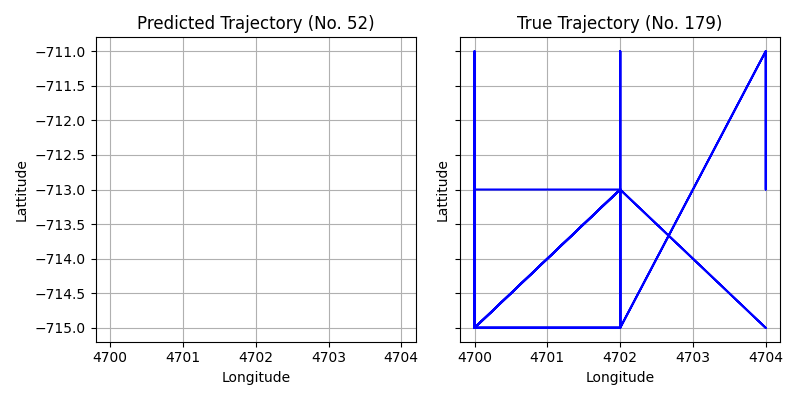 Predicted Trajectory (No. 52)
Lattitude
−711.0
−711.5
−712.0
−712.5
−713.0
−713.5
−714.0
−714.5
−715.0
4700 4701 4702 4703 4704
Longitude
True Trajectory (No. 179)
Lattitude
4700 4701 4702 4703 4704
Longitude